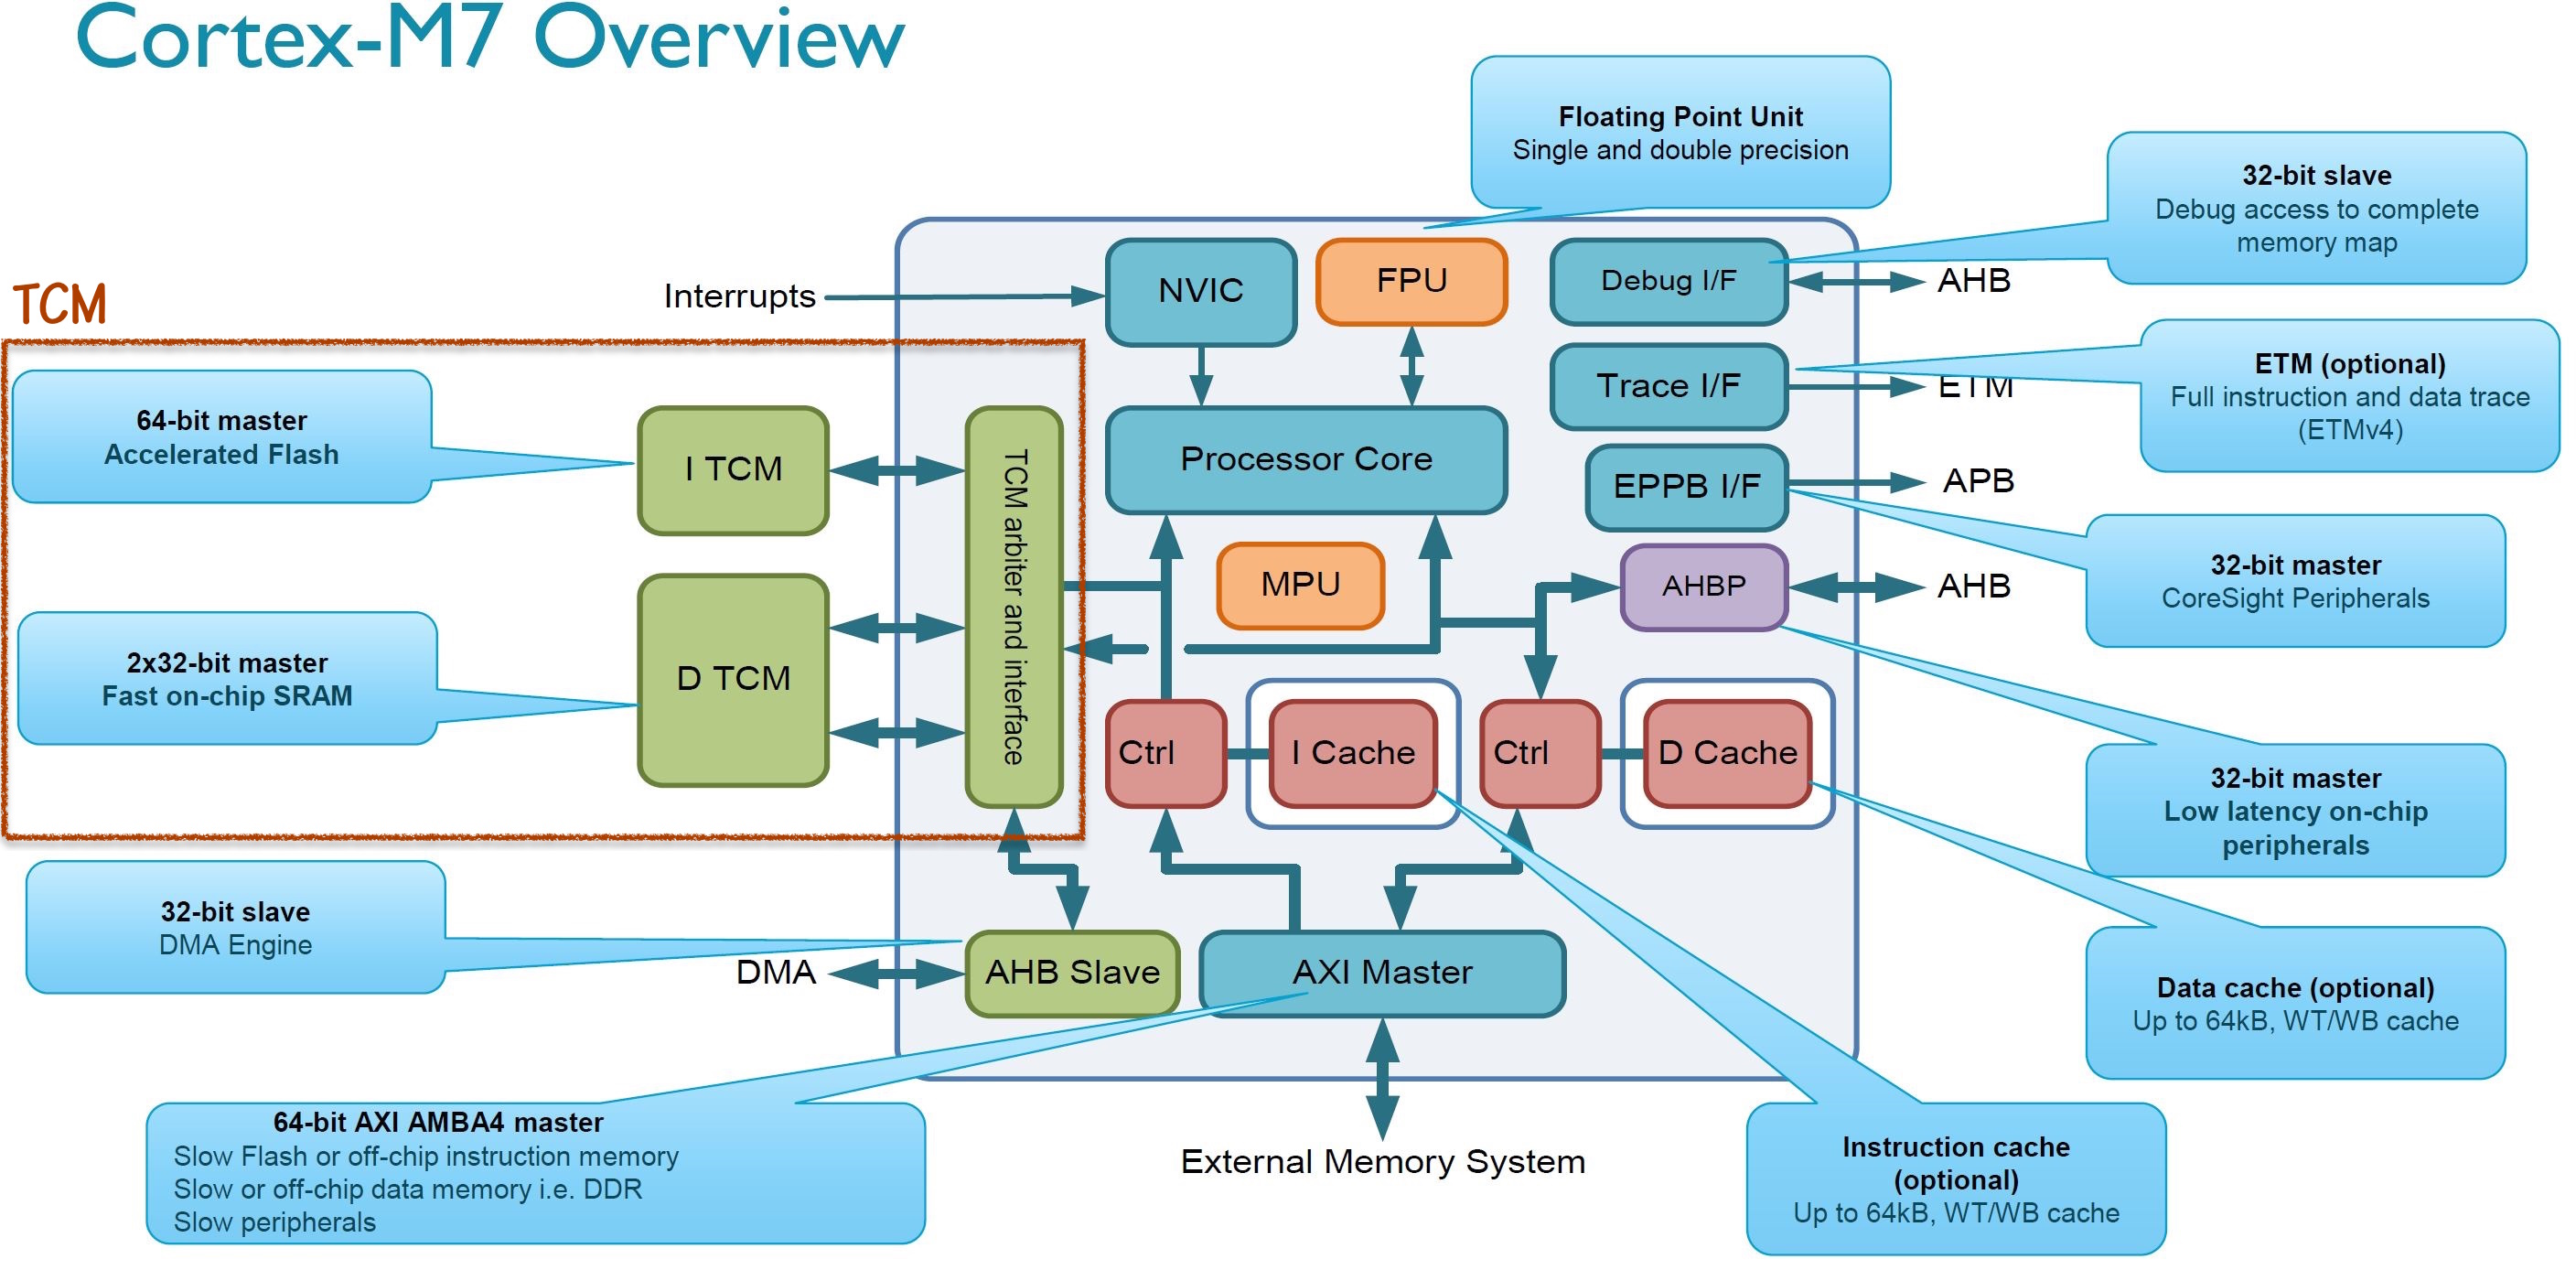 Cortex-M7 Overview
Floating Point Unit
Single and double precision
32-bit slave
Debug access to complete
memory map
TCM
Interrupts
NVIC
FPU
Debug I/F
AHB
ETM (optional)
Full instruction and data trace
(ETMv4)
Trace I/F
ETM
64-bit master
Accelerated Flash
I TCM
TCM arbiter and interface
Processor Core
EPPB I/F
APB
32-bit master
CoreSight Peripherals
MPU
AHBP
AHB
2x32-bit master
Fast on-chip SRAM
D TCM
Ctrl
I Cache
Ctrl
D Cache
32-bit master
Low latency on-chip
peripherals
32-bit slave
DMA Engine
DMA
AHB Slave
AXI Master
Data cache (optional)
Up to 64kB, WT/WB cache
64-bit AXI AMBA4 master
Slow Flash or off-chip instruction memory
Slow or off-chip data memory i.e. DDR
Slow peripherals
External Memory System
Instruction cache
(optional)
Up to 64kB, WT/WB cache